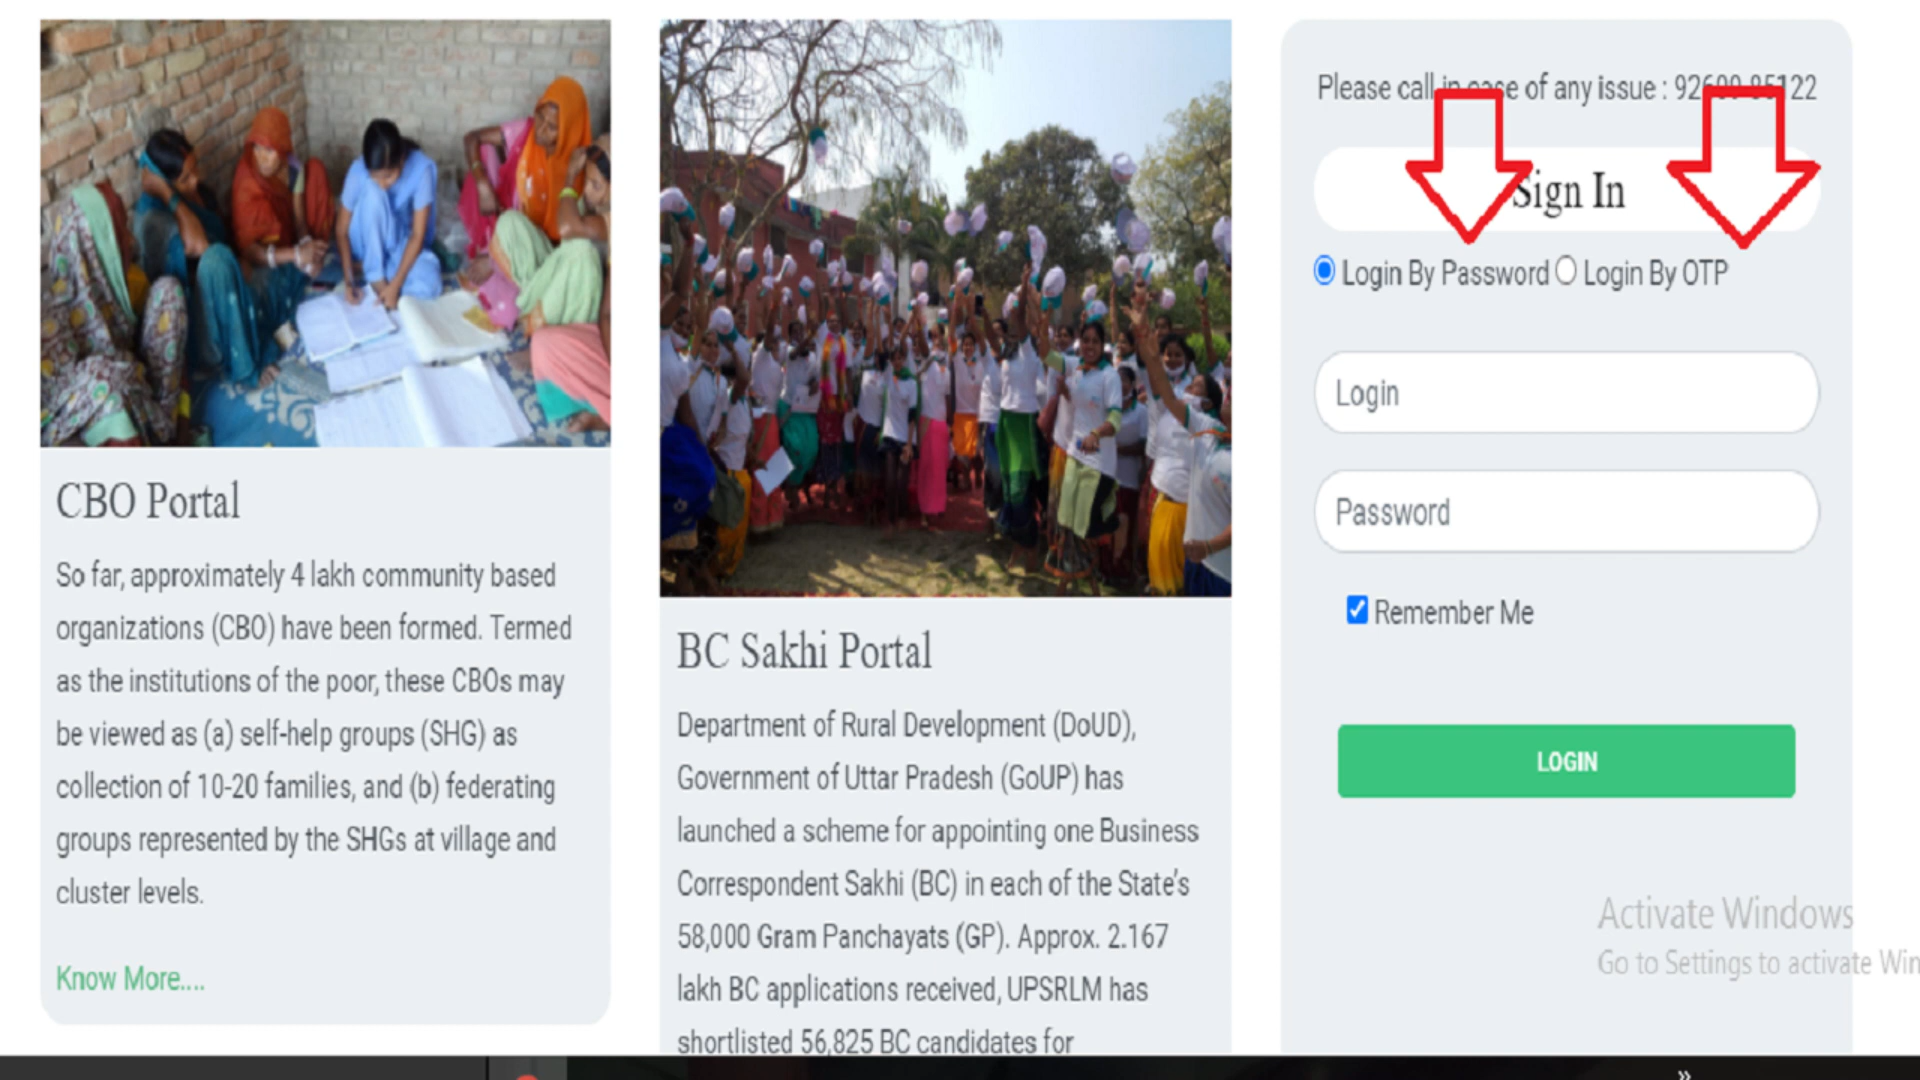 CBO Portal
So far, approximately 4 lakh community based
organizations (CBO) have been formed. Termed
as the institutions of the poor, these CBOs may
be viewed as (a) self-help groups (SHG) as
collection of 10-20 families, and (b) federating
groups represented by the SHGs at village and
cluster levels.
Know More....
BC Sakhi Portal
Department of Rural Development (DoUD),
Government of Uttar Pradesh (GoUP) has
launched a scheme for appointing one Business
Correspondent Sakhi (BC) in each of the State's
58,000 Gram Panchayats (GP). Approx. 2.167
lakh BC applications received, UPSRLM has
shortlisted 56,825 BC candidates for
Please call in case of any issue :
Sign In
Login By Password Login By OTP
Login
Password
Remember Me
LOGIN
Activate Windows
Go to Settings to activate Win
»